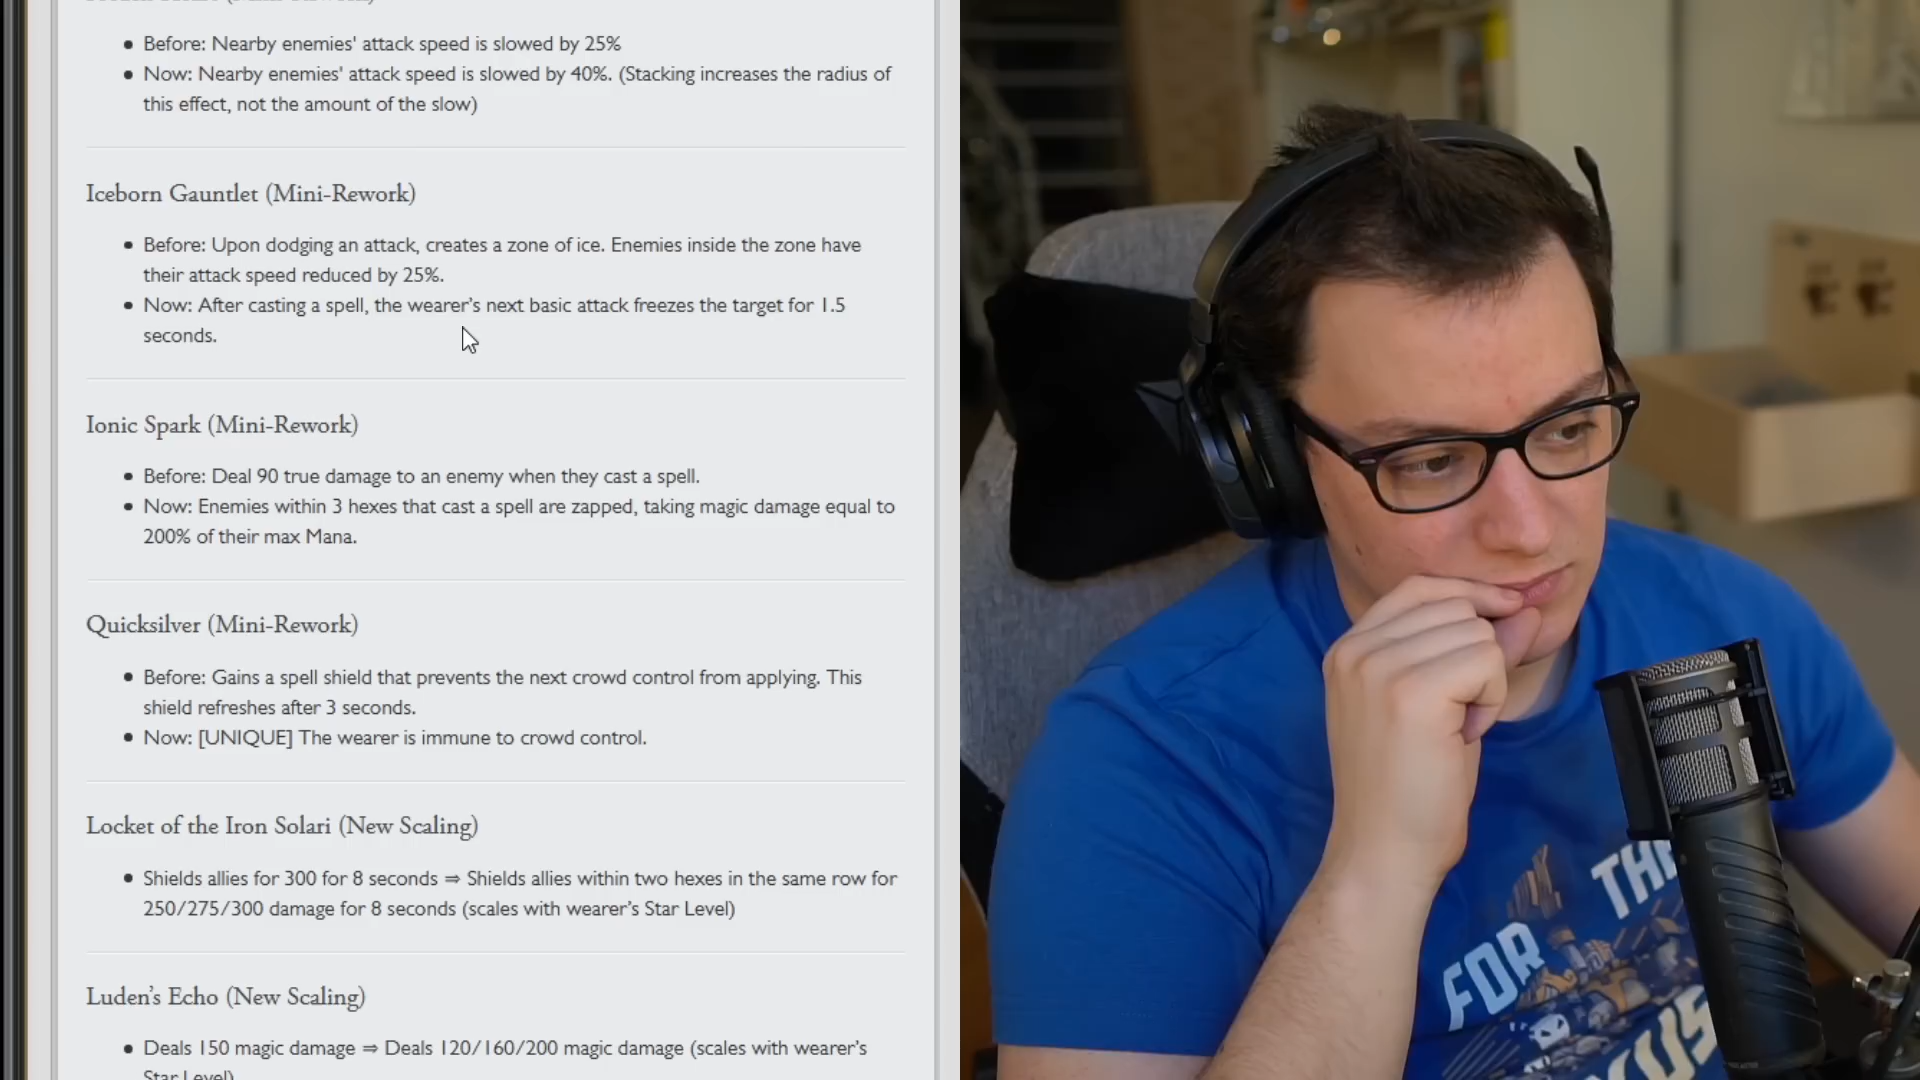 Before: Nearby enemies' attack speed is slowed by 25%
Now: Nearby enemies' attack speed is slowed by 40%. (Stacking increases the radius of
this effect, not the amount of the slow)
Iceborn Gauntlet (Mini-Rework)
Before: Upon dodging an attack, creates a zone of ice. Enemies inside the zone have
their attack speed reduced by 25%.
Now: After casting a spell, the wearer's next basic attack freezes the target for 1.5
seconds.
Ionic Spark (Mini-Rework)
Before: Deal 90 true damage to an enemy when they cast a spell.
Now: Enemies within 3 hexes that cast a spell are zapped, taking magic damage equal to
200% of their max Mana.
Quicksilver (Mini-Rework)
Before: Gains a spell shield that prevents the next crowd control from applying. This
shield refreshes after 3 seconds.
Now: [UNIQUE] The wearer is immune to crowd control.
Locket of the Iron Solari (New Scaling)
Shields allies for 300 for 8 seconds ⇒ Shields allies within two hexes in the same row for
250/275/300 damage for 8 seconds (scales with wearer's Star Level)
Luden's Echo (New Scaling)
Deals 150 magic damage ⇒ Deals 120/160/200 magic damage (scales with wearer's
Star Level)
FOR THE